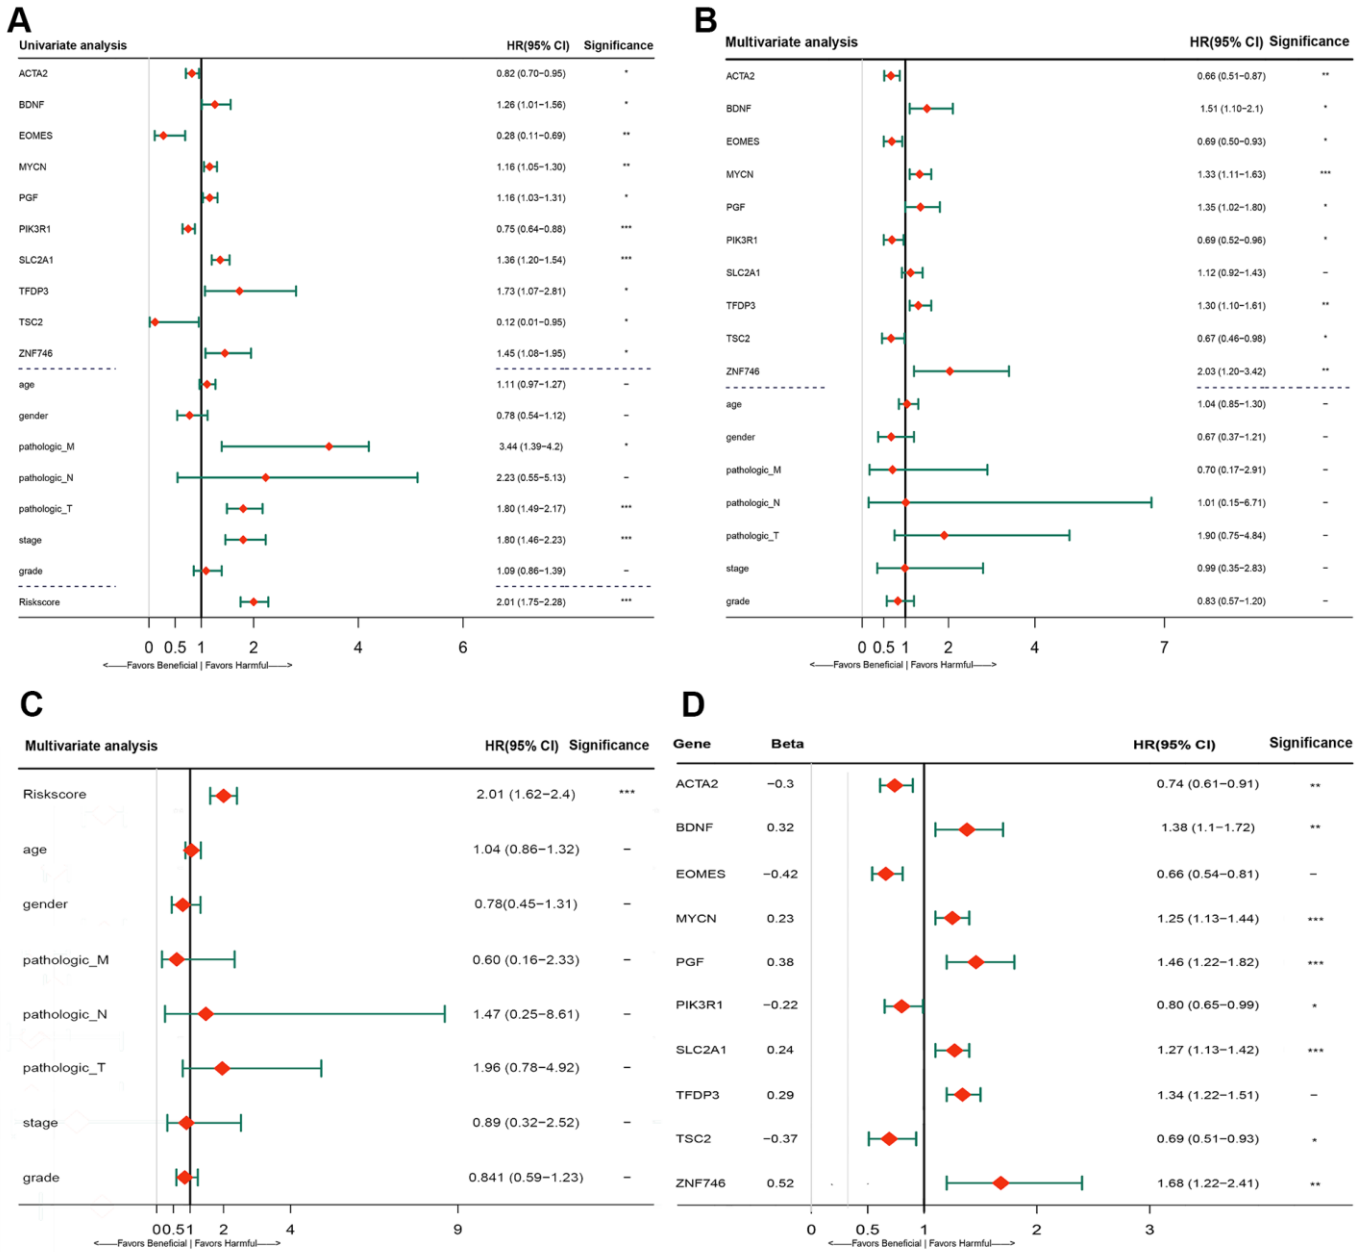 A
Univariate analysis HR(95% CI) Significance
ACTA2 0.82 (0.70−0.95) *
BDNF 1.26 (1.01−1.56) *
EOMES 0.28 (0.11−0.69) **
MYCN 1.16 (1.05−1.30) **
PGF 1.16 (1.03−1.31) *
PIK3R1 0.75 (0.64−0.88) ***
SLC2A1 1.36 (1.20−1.54) ***
TFDP3 1.73 (1.07−2.81) *
TSC2 0.12 (0.01−0.95) *
ZNF746 1.45 (1.08−1.95) *
age 1.11 (0.97−1.27) −
gender 0.78 (0.54−1.12) −
pathologic_M 3.44 (1.39−4.2) *
pathologic_N 2.23 (0.55−5.13) −
pathologic_T 1.80 (1.49−2.17) ***
stage 1.80 (1.46−2.23) ***
grade 1.09 (0.86−1.39) −
Riskscore 2.01 (1.75−2.28) ***
0 0.5 1 2 4 6
<-----Favors Beneficial | Favors Harmful----->
B
Multivariate analysis HR(95% CI) Significance
ACTA2 0.66 (0.51−0.87) **
BDNF 1.51 (1.10−2.1) *
EOMES 0.69 (0.50−0.93) *
MYCN 1.33 (1.11−1.63) ***
PGF 1.35 (1.02−1.80) *
PIK3R1 0.69 (0.52−0.96) *
SLC2A1 1.12 (0.92−1.43) −
TFDP3 1.30 (1.10−1.61) **
TSC2 0.67 (0.46−0.98) *
ZNF746 2.03 (1.20−3.42) **
age 1.04 (0.85−1.30) −
gender 0.67 (0.37−1.21) −
pathologic_M 0.70 (0.17−2.91) −
pathologic_N 1.01 (0.15−6.71) −
pathologic_T 1.90 (0.75−4.84) −
stage 0.99 (0.35−2.83) −
grade 0.83 (0.57−1.20) −
0 0.5 1 2 4 7
<-----Favors Beneficial | Favors Harmful----->
C
Multivariate analysis HR(95% CI) Significance
Riskscore 2.01 (1.62−2.4) ***
age 1.04 (0.86−1.32) −
gender 0.78(0.45−1.31) −
pathologic_M 0.60 (0.16−2.33) −
pathologic_N 1.47 (0.25−8.61) −
pathologic_T 1.96 (0.78−4.92) −
stage 0.89 (0.32−2.52) −
grade 0.841 (0.59−1.23) −
0 0.5 1 2 4 9
<-----Favors Beneficial | Favors Harmful----->
D
Gene Beta HR(95% CI) Significance
ACTA2 −0.3 0.74 (0.61−0.91) **
BDNF 0.32 1.38 (1.1−1.72) **
EOMES −0.42 0.66 (0.54−0.81) −
MYCN 0.23 1.25 (1.13−1.44) ***
PGF 0.38 1.46 (1.22−1.82) ***
PIK3R1 −0.22 0.80 (0.65−0.99) *
SLC2A1 0.24 1.27 (1.13−1.42) ***
TFDP3 0.29 1.34 (1.22−1.51) −
TSC2 −0.37 0.69 (0.51−0.93) *
ZNF746 0.52 1.68 (1.22−2.41) **
0 0.5 1 2 3
<-----Favors Beneficial | Favors Harmful----->